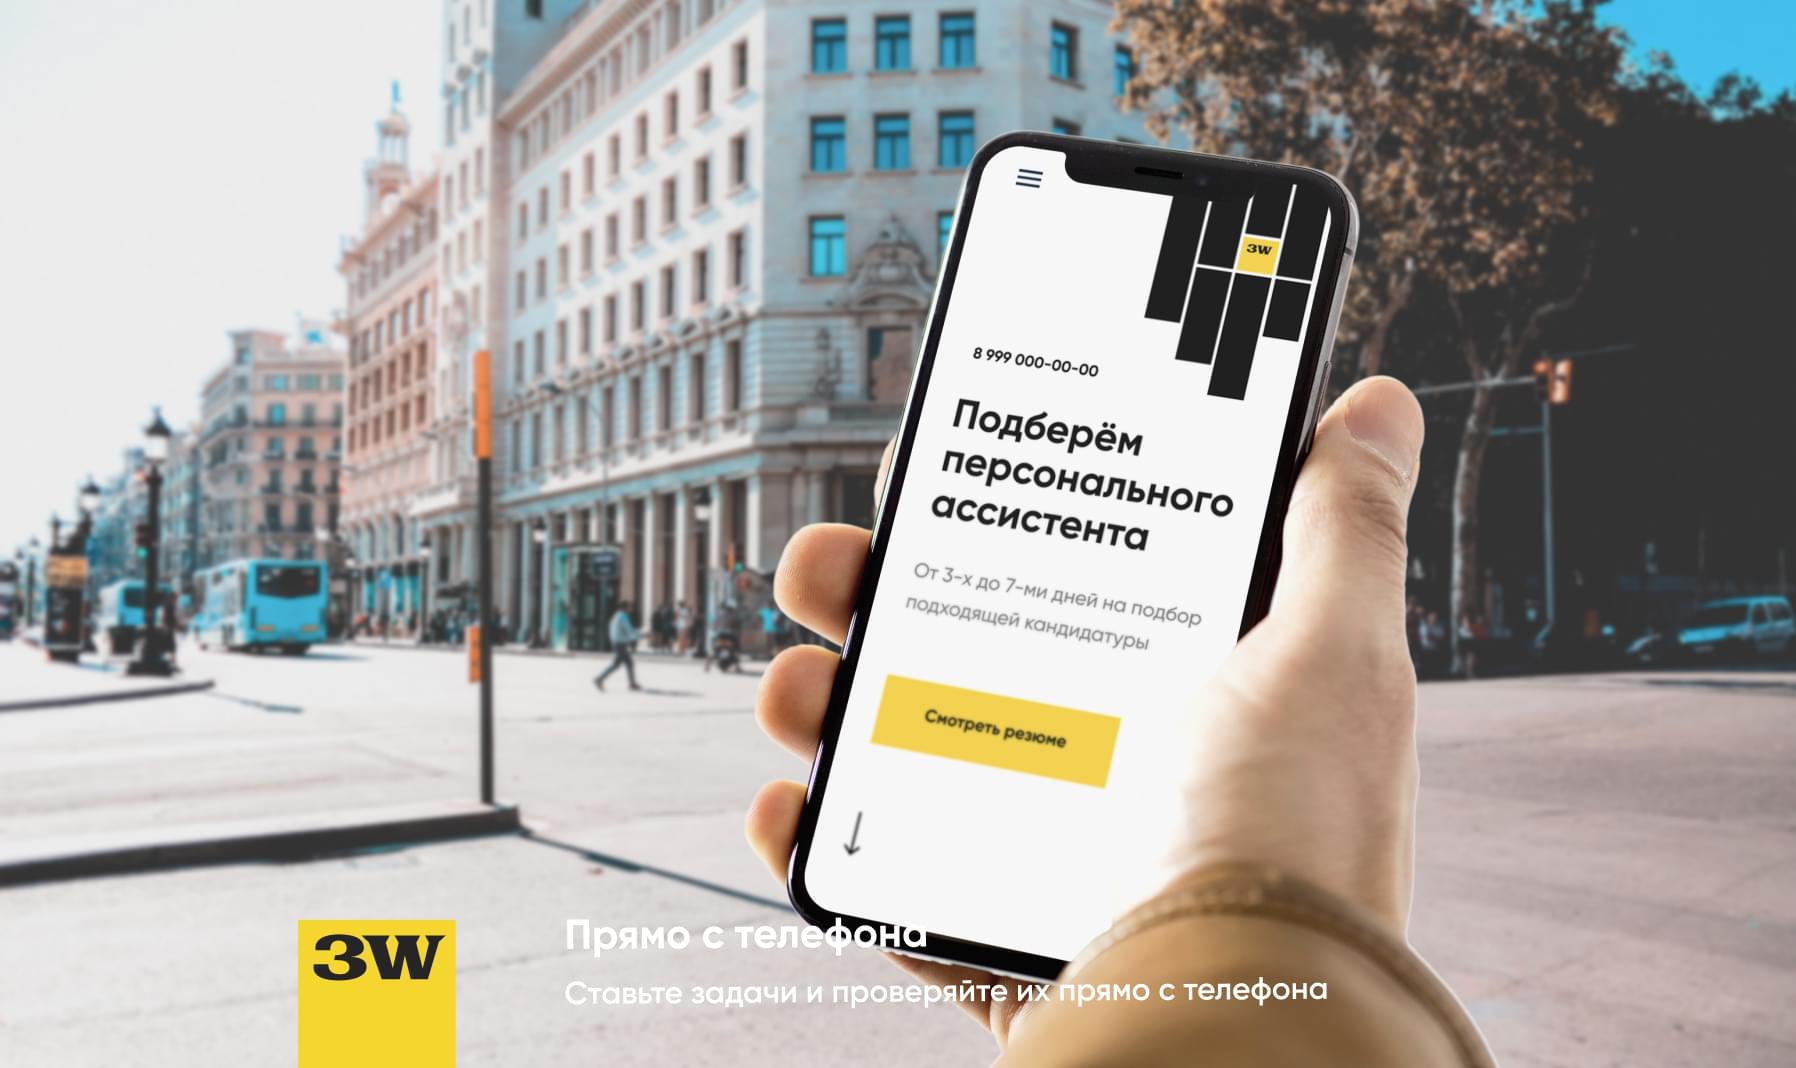 3W
8 999 000-00-00
Подберём
персонального
ассистента
От 3-х до 7-ми дней на подбор
подходящей кандидатуры
Смотреть резюме
3W
Прямо с телефона
Ставьте задачи и проверяйте их прямо с телефона